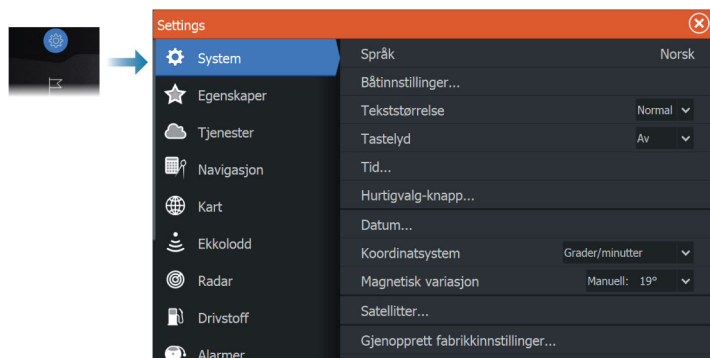 Settings
System
Egenskaper
Tjenester
Navigasjon
Kart
Ekkolodd
Radar
Drivstoff
Alarmer
Språk Norsk
Båtinnstillinger...
Tekststørrelse Normal
Tastelyd Av
Tid...
Hurtigvalg-knapp...
Datum...
Koordinatsystem Grader/minutter
Magnetisk variasjon Manuell: 19°
Satellitter...
Gjenopprett fabrikkinnstillinger...